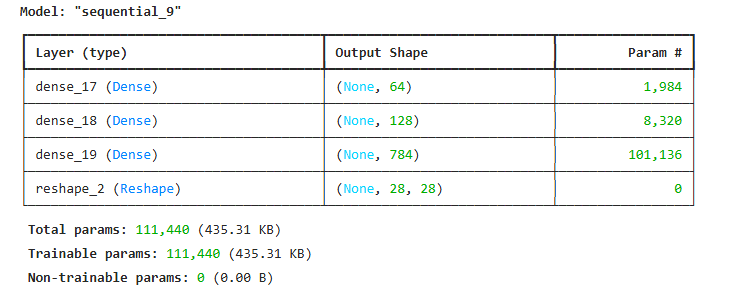 Model: "sequential_9"
Layer (type) Output Shape Param #
dense_17 (Dense) (None, 64) 1,984
dense_18 (Dense) (None, 128) 8,320
dense_19 (Dense) (None, 784) 101,136
reshape_2 (Reshape) (None, 28, 28) 0
Total params: 111,440 (435.31 KB)
Trainable params: 111,440 (435.31 KB)
Non-trainable params: 0 (0.00 B)